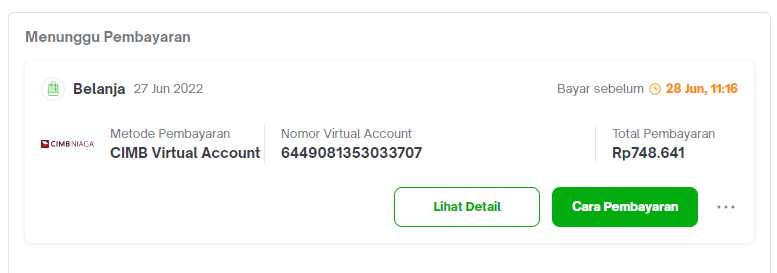 Menunggu Pembayaran
Belanja 27 Jun 2022 Bayar sebelum 28 Jun, 11:16
Metode Pembayaran Nomor Virtual Account Total Pembayaran
CIMB NIAGA CIMB Virtual Account 6449081353033707 Rp748.641
Lihat Detail Cara Pembayaran